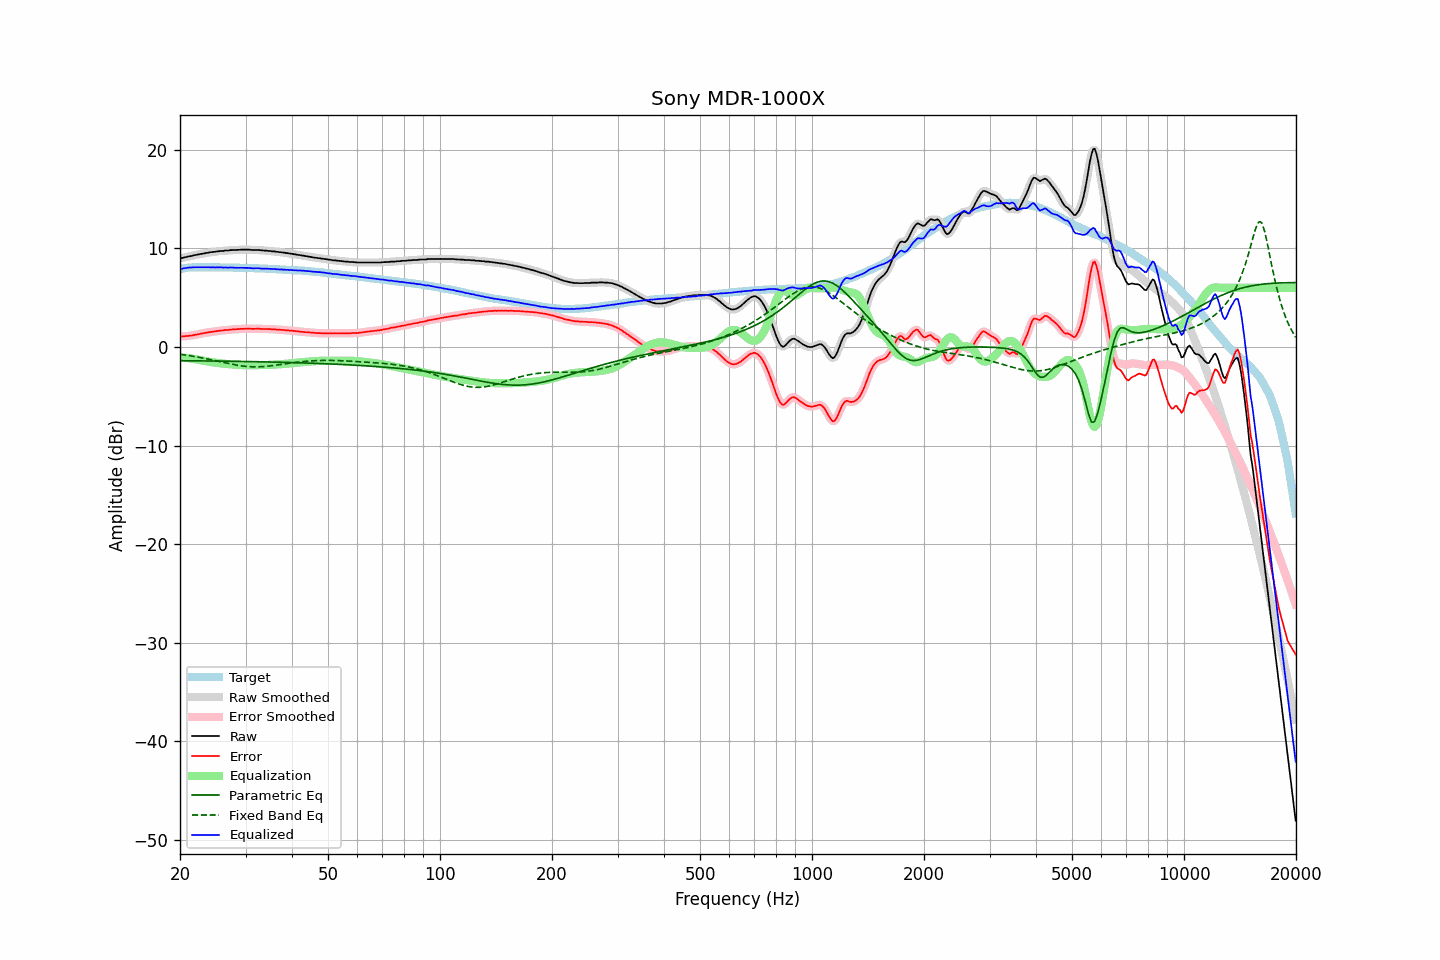 Sony MDR-1000X
Amplitude (dBr)
20
10
0
−10
−20
−30
−40
−50
Target
Raw Smoothed
Error Smoothed
Raw
Error
Equalization
Parametric Eq
Fixed Band Eq
Equalized
20 50 100 200 500 1000 2000 5000 10000 20000
Frequency (Hz)